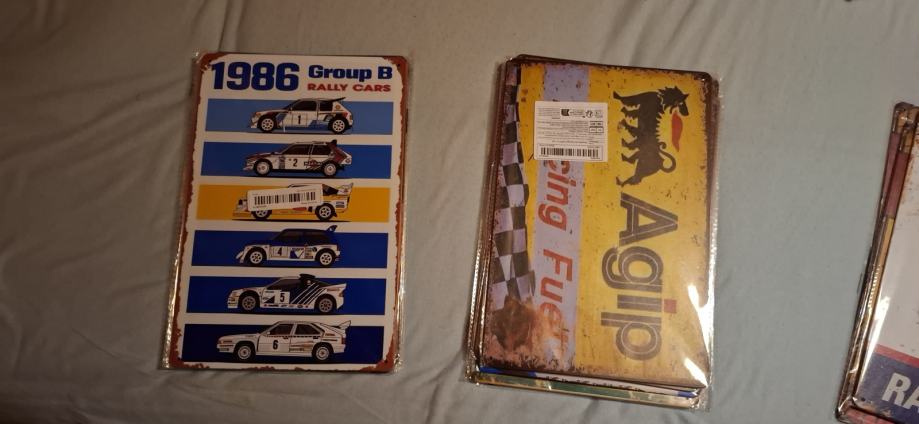 1986 Group B
RALLY CARS
1
2
4
5
6
Agip
cing Fuel
RA